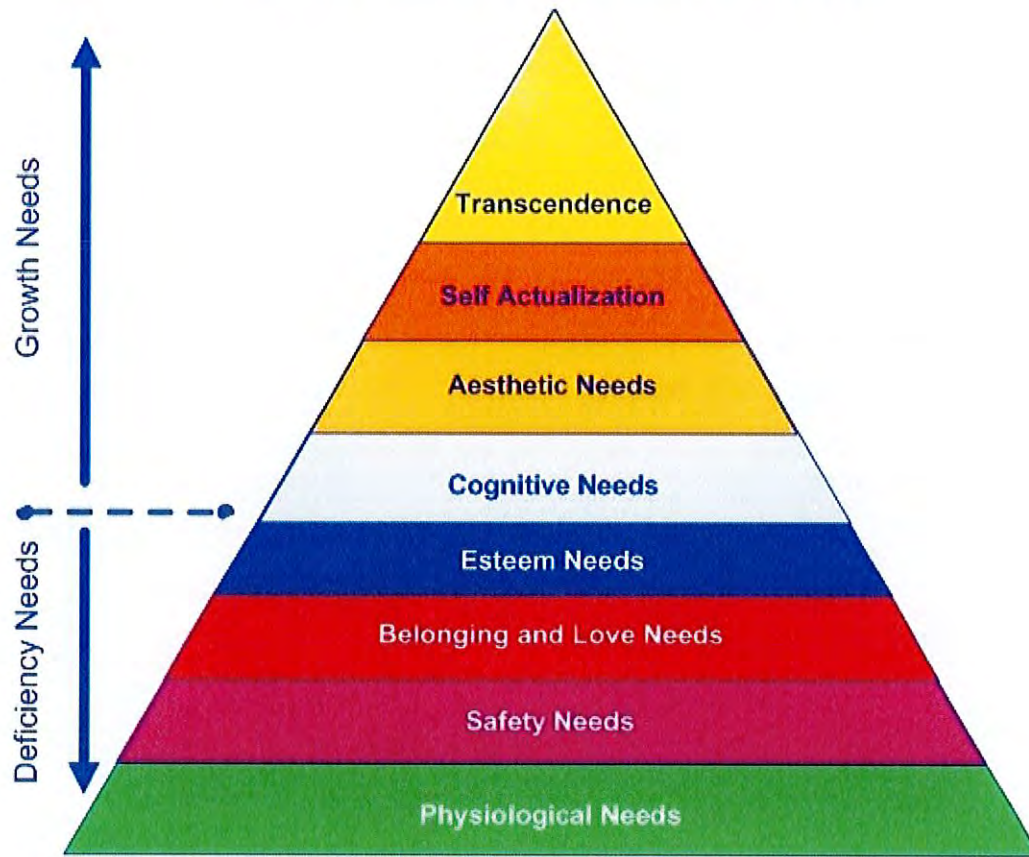 Growth Needs
Deficiency Needs
Transcendence
Self Actualization
Aesthetic Needs
Cognitive Needs
Esteem Needs
Belonging and Love Needs
Safety Needs
Physiological Needs